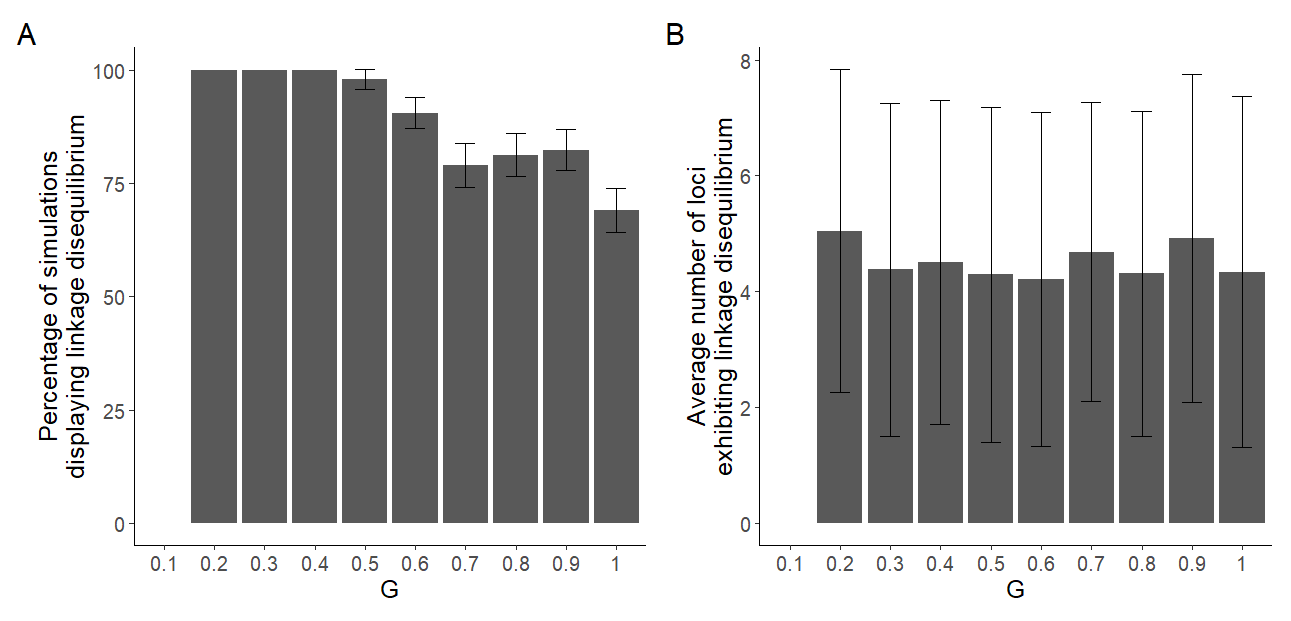 A
Percentage of simulations
displaying linkage disequilibrium
100
75
50
25
0
0.1 0.2 0.3 0.4 0.5 0.6 0.7 0.8 0.9 1
G
B
Average number of loci
exhibiting linkage disequilibrium
8
6
4
2
0
0.1 0.2 0.3 0.4 0.5 0.6 0.7 0.8 0.9 1
G